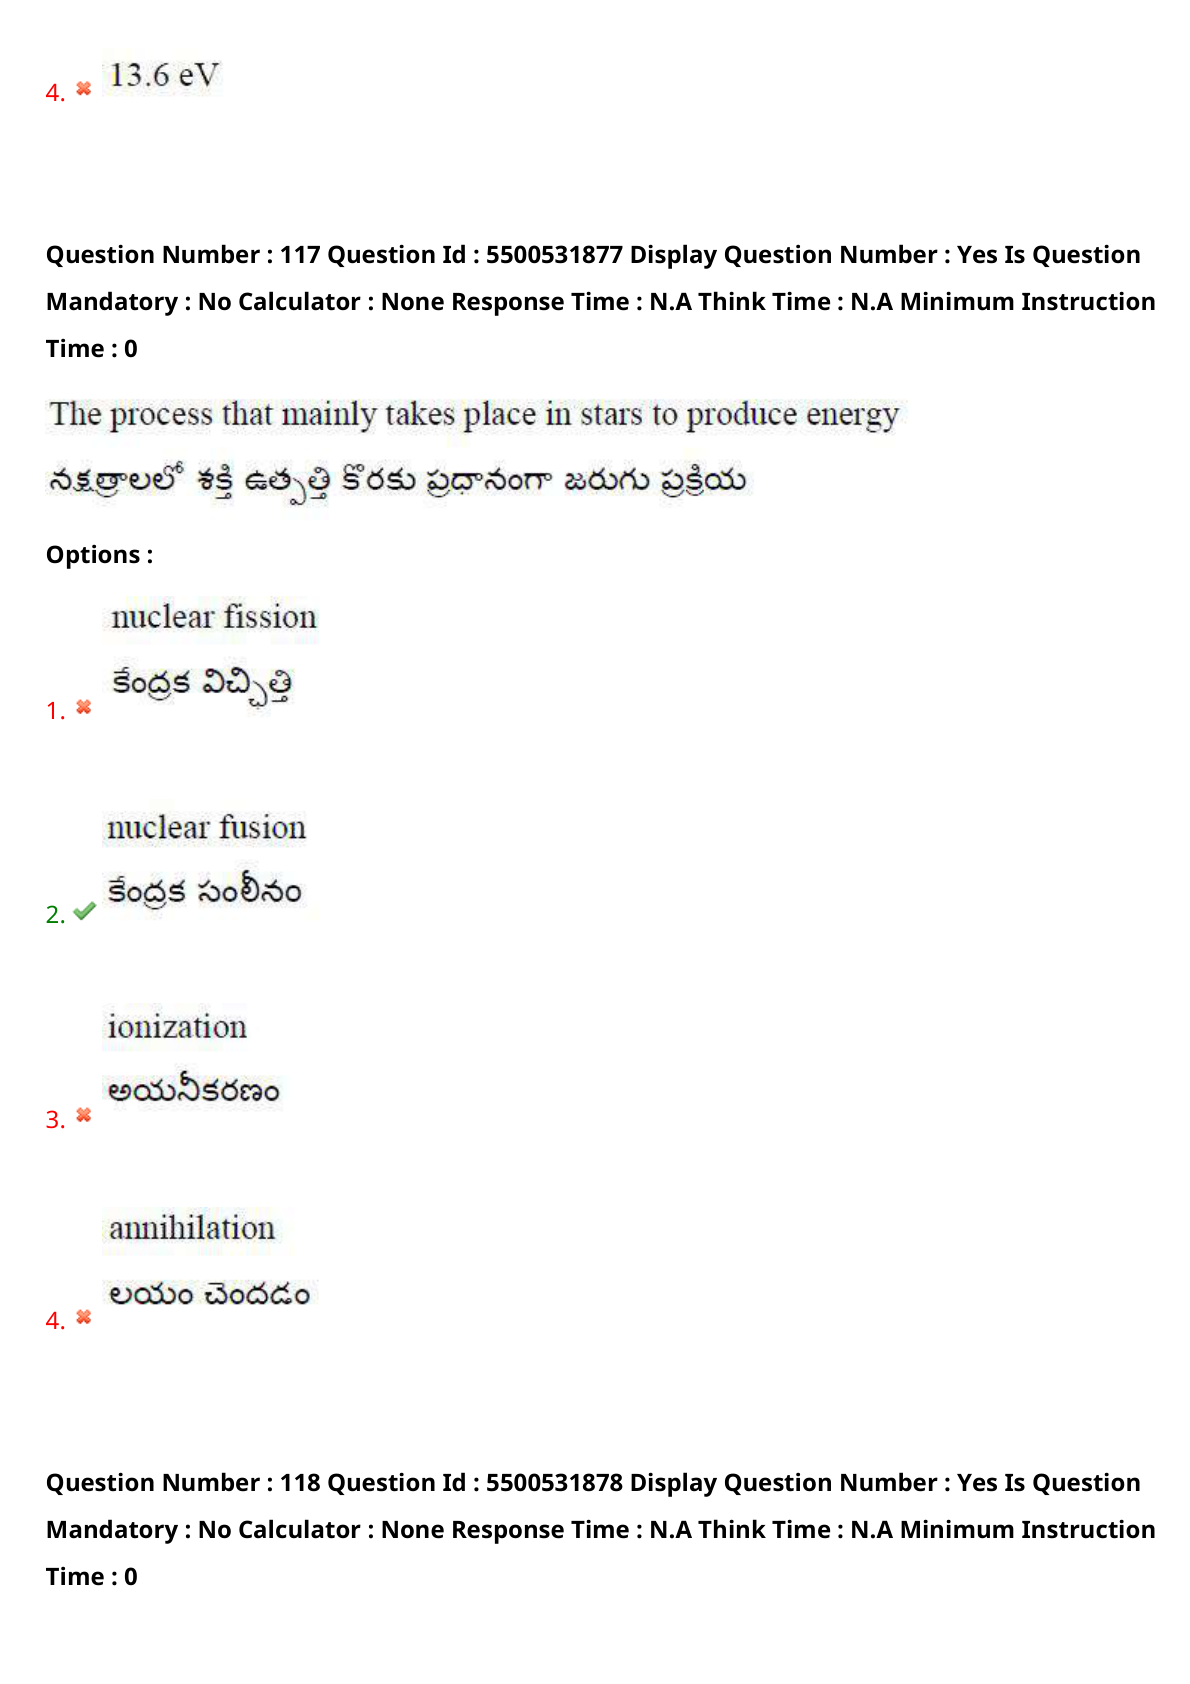 4. 13.6 eV
Question Number : 117 Question Id : 5500531877 Display Question Number : Yes Is Question
Mandatory : No Calculator : None Response Time : N.A Think Time : N.A Minimum Instruction
Time : 0
The process that mainly takes place in stars to produce energy
నక్షత్రాలలో శక్తి ఉత్పత్తి కొరకు ప్రధానంగా జరుగు ప్రక్రియ
Options :
nuclear fission
కేంద్రక విచ్ఛిత్తి
1.
nuclear fusion
కేంద్రక సంలీనం
2.
ionization
అయనీకరణం
3.
annihilation
లయం చెందడం
4.
Question Number : 118 Question Id : 5500531878 Display Question Number : Yes Is Question
Mandatory : No Calculator : None Response Time : N.A Think Time : N.A Minimum Instruction
Time : 0